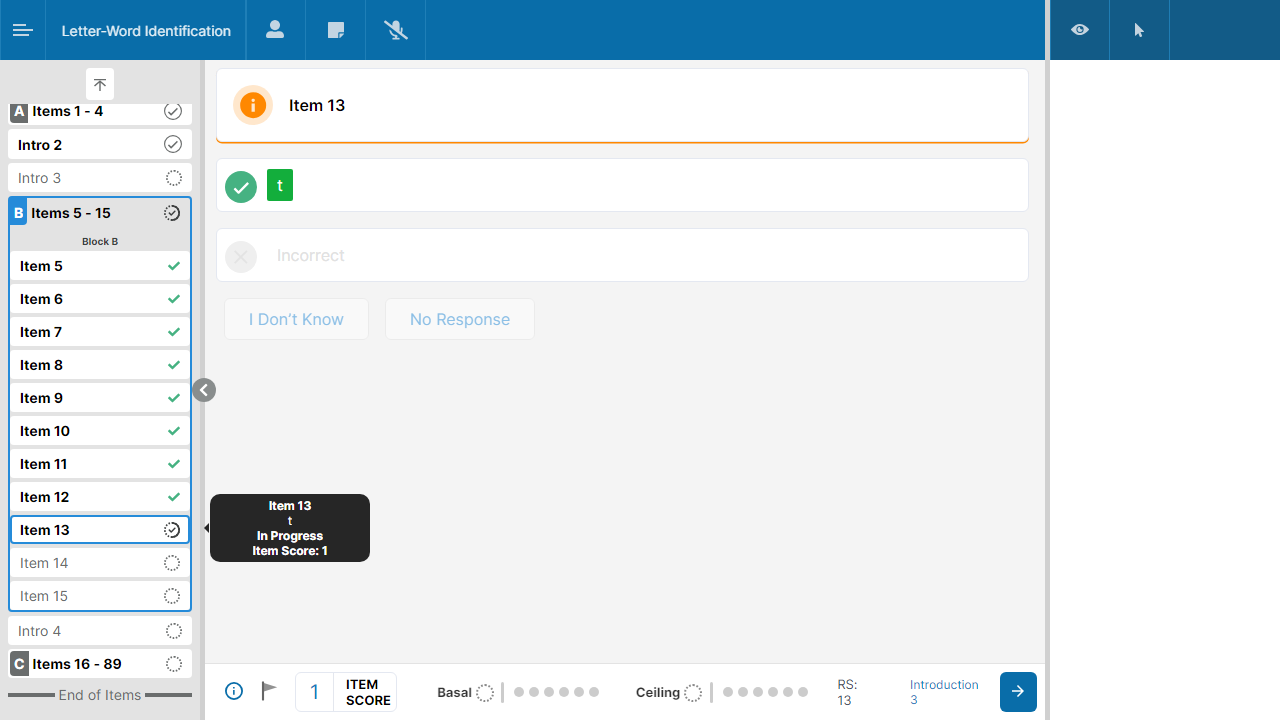 Letter-Word Identification
A Items 1 - 4
Intro 2
Intro 3
B Items 5 - 15
Block B
Item 5
Item 6
Item 7
Item 8
Item 9
Item 10
Item 11
Item 12
Item 13
Item 14
Item 15
Intro 4
C Items 16 - 89
End of Items
Item 13
t
Incorrect
I Don't Know
No Response
Item 13
t
In Progress
Item Score: 1
1
ITEM
SCORE
Basal
Ceiling
RS:
13
Introduction
3